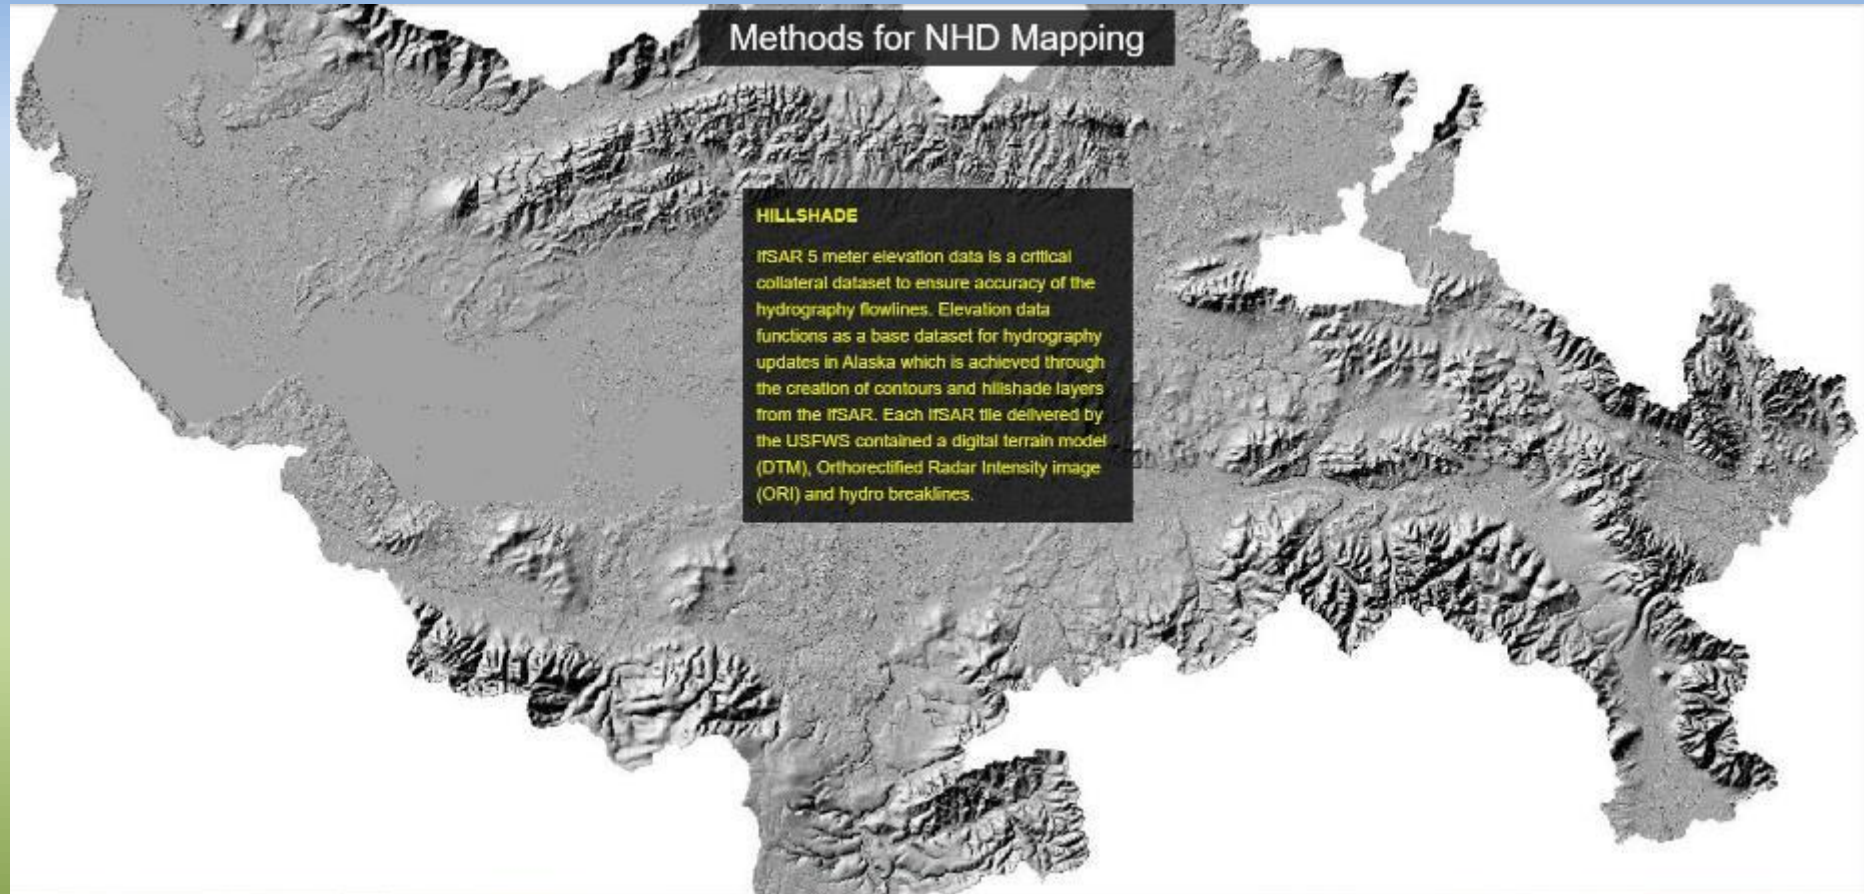 Methods for NHD Mapping
HILLSHADE
IfSAR 5 meter elevation data is a critical
collateral dataset to ensure accuracy of the
hydrography flowlines. Elevation data
functions as a base dataset for hydrography
updates in Alaska which is achieved through
the creation of contours and hillshade layers
from the IfSAR. Each IfSAR tile delivered by
the USFWS contained a digital terrain model
(DTM), Orthorectified Radar Intensity image
(ORI) and hydro breaklines.